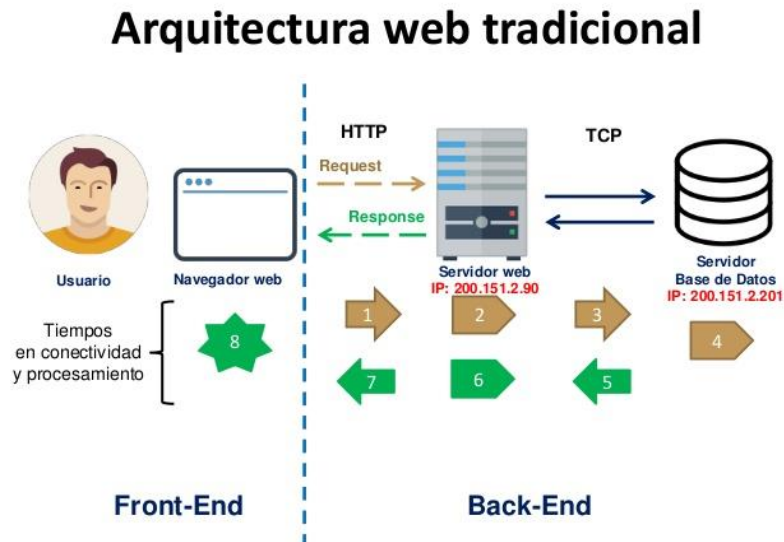 Arquitectura web tradicional
HTTP
TCP
Request
Response
Usuario
Navegador web
Servidor web
IP: 200.151.2.90
Servidor
Base de Datos
IP: 200.151.2.201
Tiempos
en conectividad
y procesamiento
8
1
2
3
4
7
6
5
Front-End
Back-End